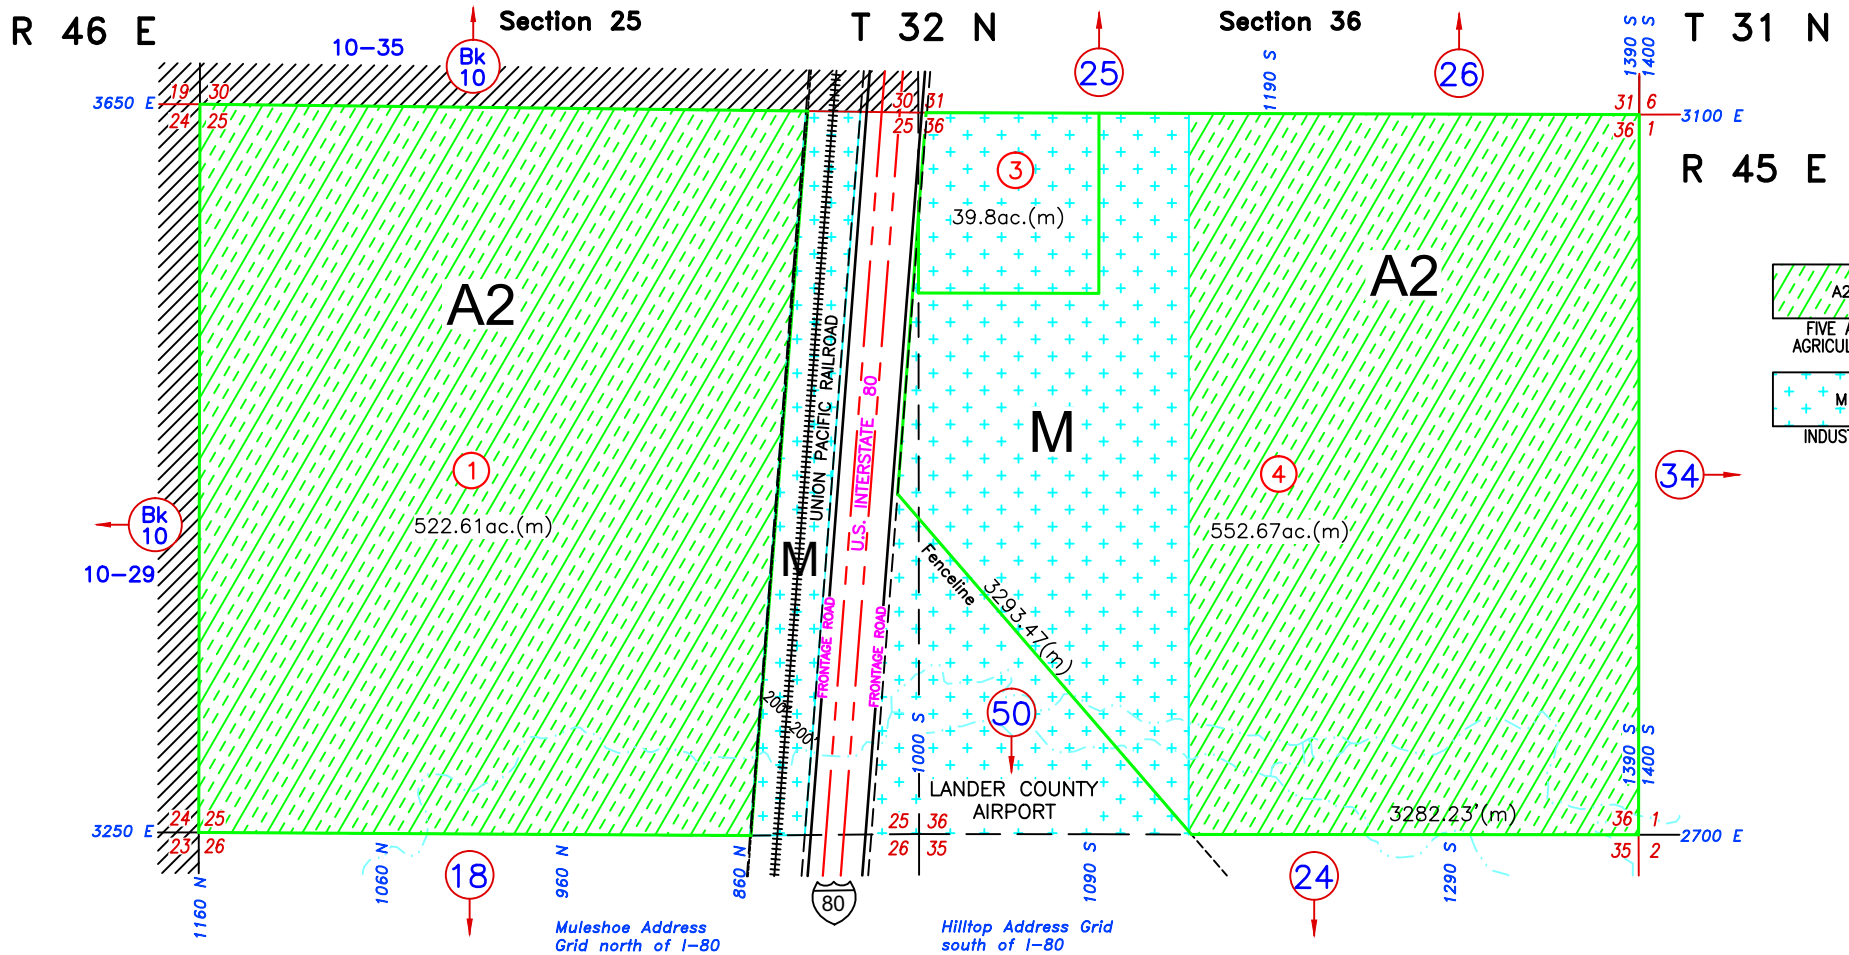 R 46 E
Section 25
T 32 N
Section 36
T 31 N
10-35
Bk
10
25
26
1190 S
1390 S
1400 S
3650 E
19 30
24 25
30 31
25 36
31 6
36 1
3100 E
R 45 E
3
39.8ac.(m)
A2
A2
A2
FIVE A
AGRICUL
M
INDUST
M
UNION PACIFIC RAILROAD
U.S. INTERSTATE 80
1
522.61ac.(m)
4
552.67ac.(m)
34
Bk
10
10-29
M
Fenceline
3293.47(m)
FRONTAGE ROAD
FRONTAGE ROAD
200'
200'
50
1000 S
LANDER COUNTY
AIRPORT
3282.23'(m)
1390 S
1400 S
3250 E
24 25
23 26
25 36
26 35
36 1
35 2
2700 E
1160 N
1060 N
18
960 N
860 N
80
1090 S
24
1290 S
Muleshoe Address
Grid north of I-80
Hilltop Address Grid
south of I-80